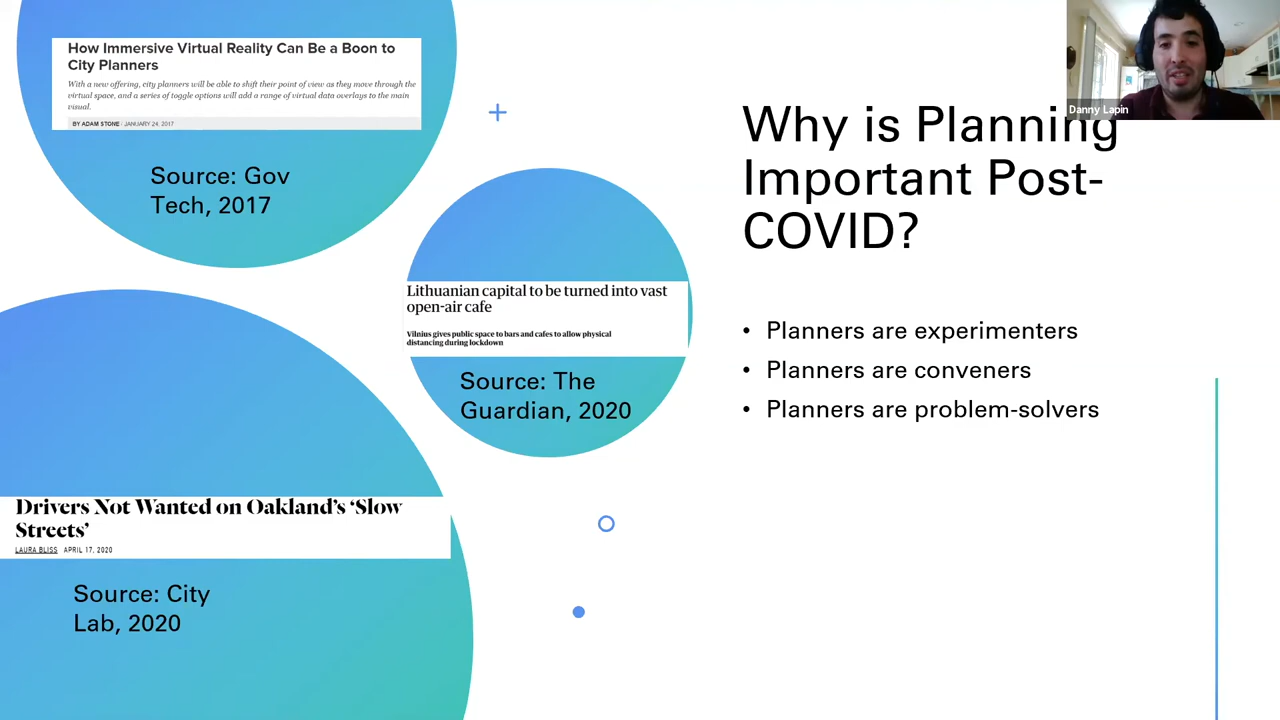 How Immersive Virtual Reality Can Be a Boon to
City Planners
With a new offering, city planners will be able to shift their point of view as they move through the
virtual space, and a series of toggle options will add a range of virtual data overlays to the main
visual.
BY ADAM STONE / JANUARY 24, 2017
Source: Gov
Tech, 2017
Lithuanian capital to be turned into vast
open-air cafe
Vilnius gives public space to bars and cafes to allow physical
distancing during lockdown
Source: The
Guardian, 2020
Drivers Not Wanted on Oakland’s ‘Slow
Streets’
LAURA BLISS APRIL 17, 2020
Source: City
Lab, 2020
Danny Lapin
Why is Planning
Important Post-
COVID?
• Planners are experimenters
• Planners are conveners
• Planners are problem-solvers